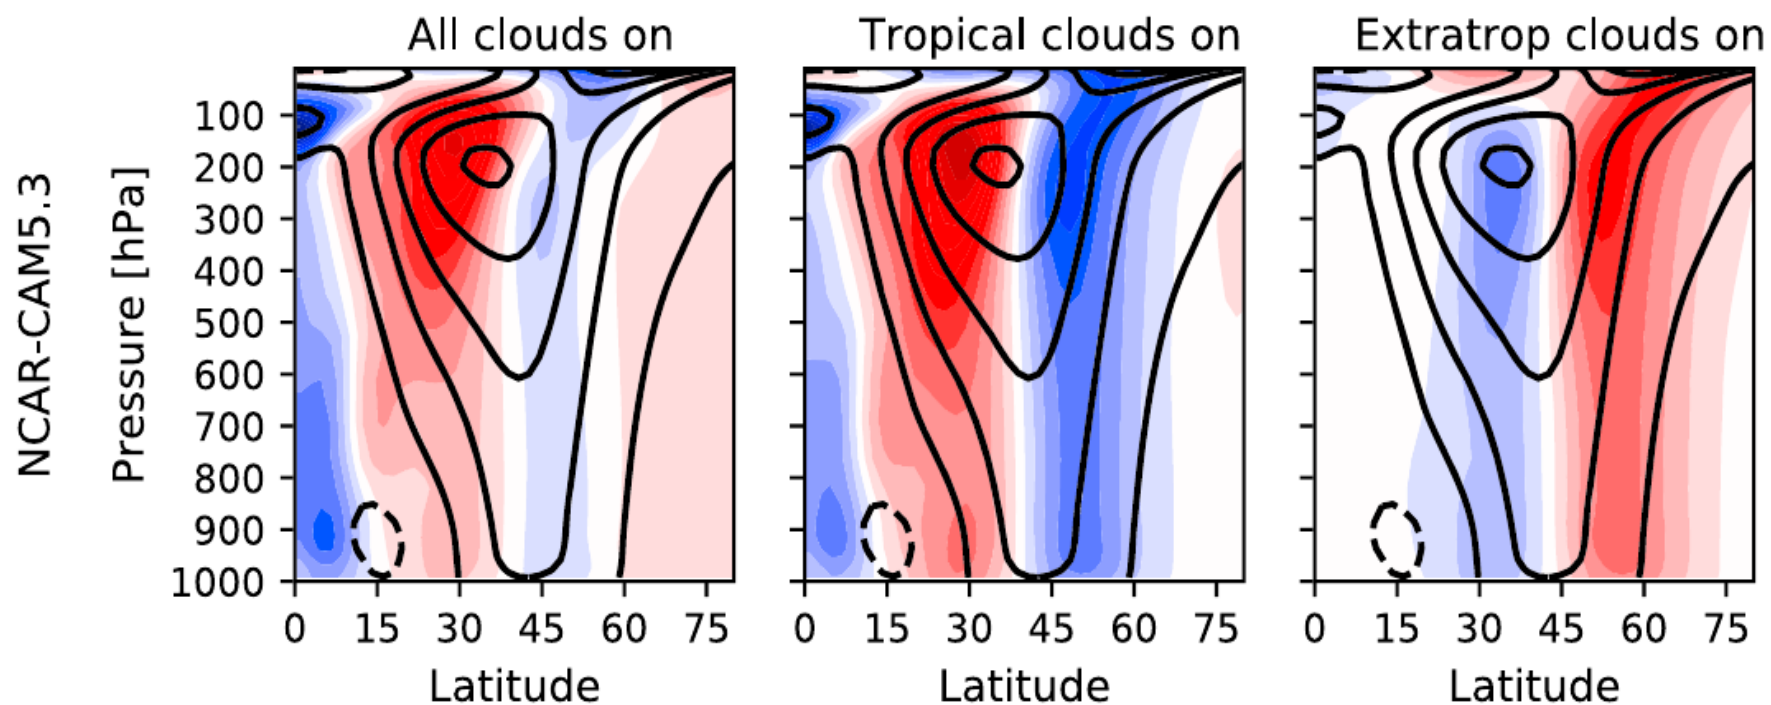 All clouds on
Tropical clouds on
Extratrop clouds on
NCAR-CAM5.3
Pressure [hPa]
100
200
300
400
500
600
700
800
900
1000
0 15 30 45 60 75
0 15 30 45 60 75
0 15 30 45 60 75
Latitude
Latitude
Latitude